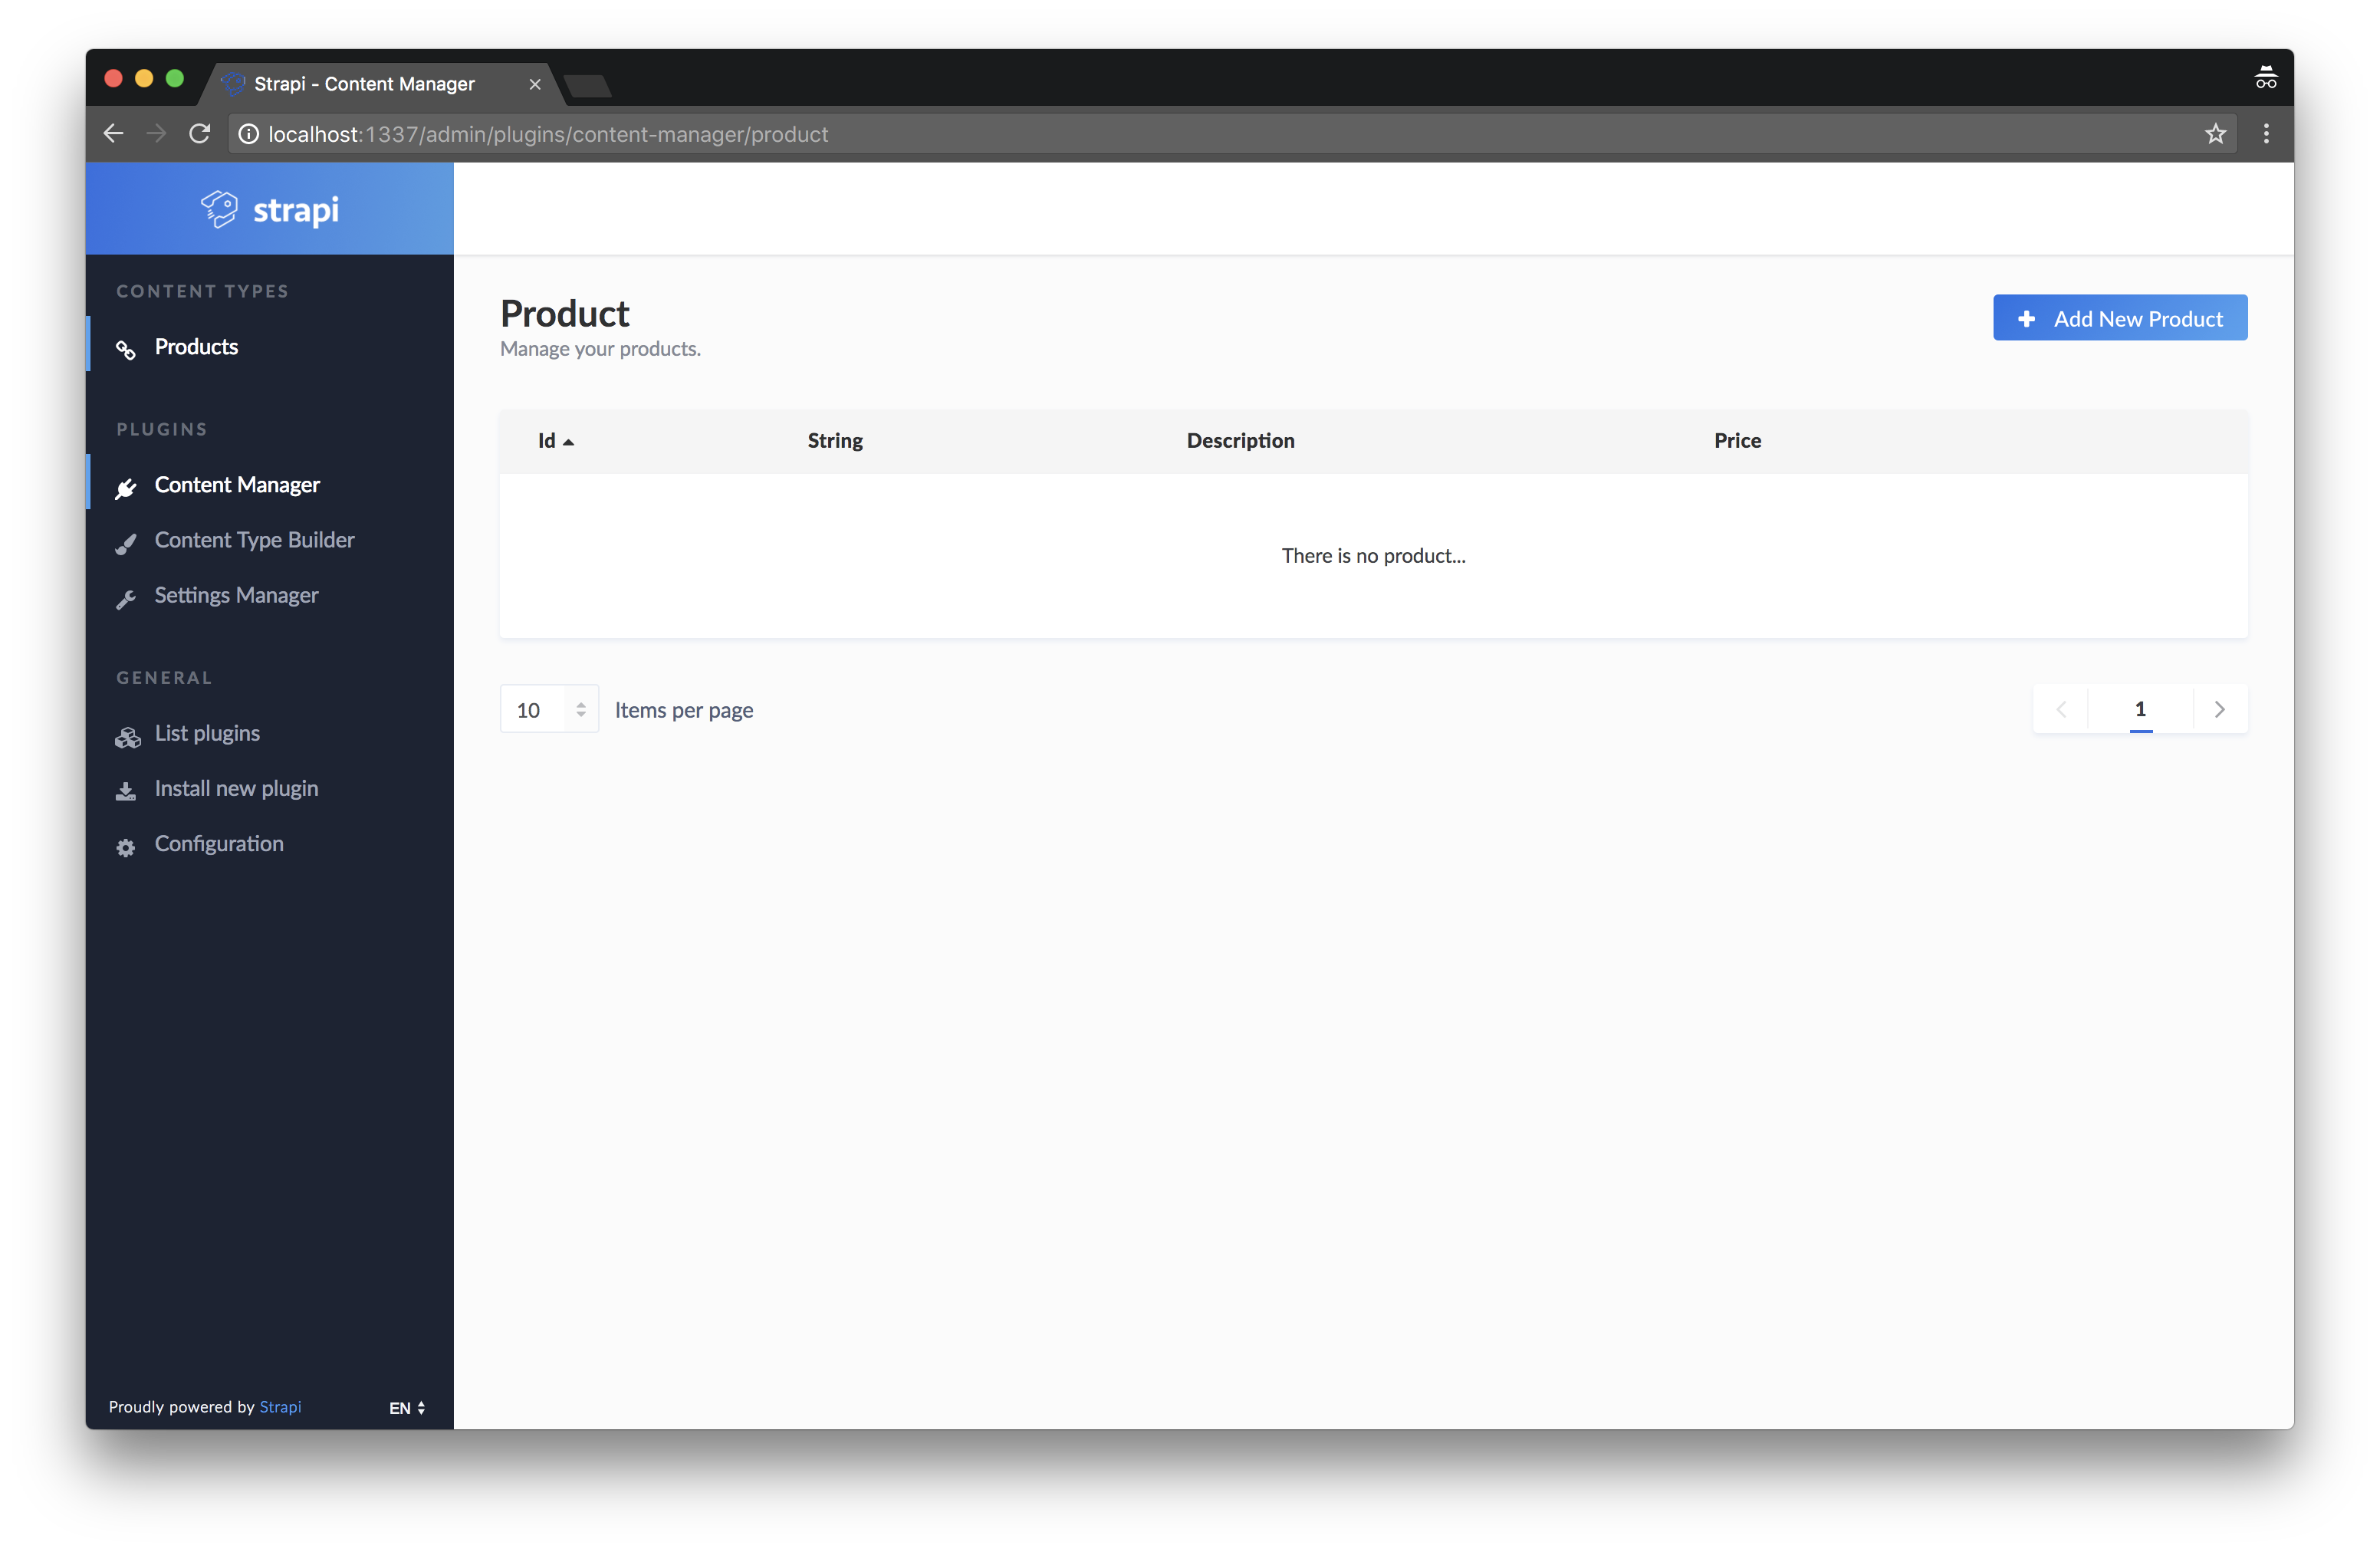 Strapi - Content Manager
localhost:1337/admin/plugins/content-manager/product
strapi
CONTENT TYPES
Products
PLUGINS
Content Manager
Content Type Builder
Settings Manager
GENERAL
List plugins
Install new plugin
Configuration
Proudly powered by Strapi
EN
Product
Manage your products.
Add New Product
Id String Description Price
There is no product...
10 Items per page
1